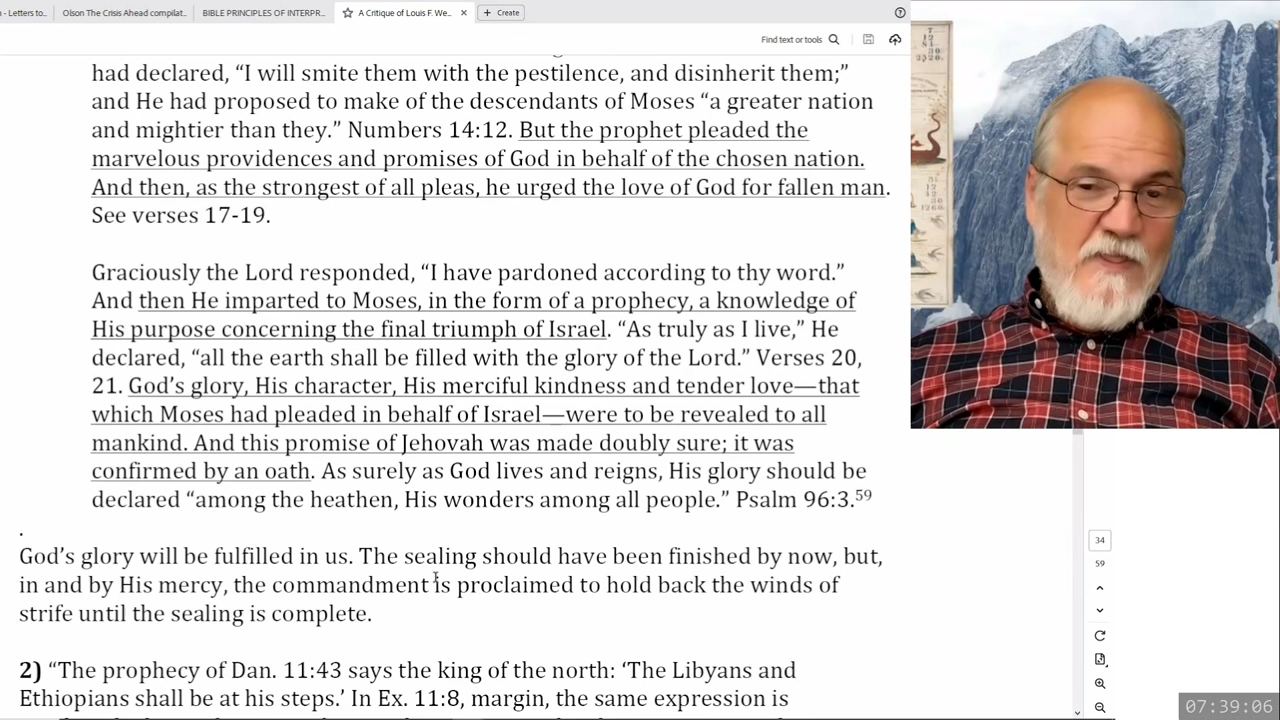 - Letters to...
Olson The Crisis Ahead compilat...
BIBLE PRINCIPLES OF INTERPR...
A Critique of Louis F. We...
+ Create
Find text or tools
had declared, “I will smite them with the pestilence, and disinherit them;”
and He had proposed to make of the descendants of Moses “a greater nation
and mightier than they.” Numbers 14:12. But the prophet pleaded the
marvelous providences and promises of God in behalf of the chosen nation.
And then, as the strongest of all pleas, he urged the love of God for fallen man.
See verses 17-19.
Graciously the Lord responded, “I have pardoned according to thy word.”
And then He imparted to Moses, in the form of a prophecy, a knowledge of
His purpose concerning the final triumph of Israel. “As truly as I live,” He
declared, “all the earth shall be filled with the glory of the Lord.” Verses 20,
21. God’s glory, His character, His merciful kindness and tender love—that
which Moses had pleaded in behalf of Israel—were to be revealed to all
mankind. And this promise of Jehovah was made doubly sure; it was
confirmed by an oath. As surely as God lives and reigns, His glory should be
declared “among the heathen, His wonders among all people.” Psalm 96:3.59
.
God’s glory will be fulfilled in us. The sealing should have been finished by now, but,
in and by His mercy, the commandment is proclaimed to hold back the winds of
strife until the sealing is complete.
2) “The prophecy of Dan. 11:43 says the king of the north: ‘The Libyans and
Ethiopians shall be at his steps.’ In Ex. 11:8, margin, the same expression is
34
59
07:39:06